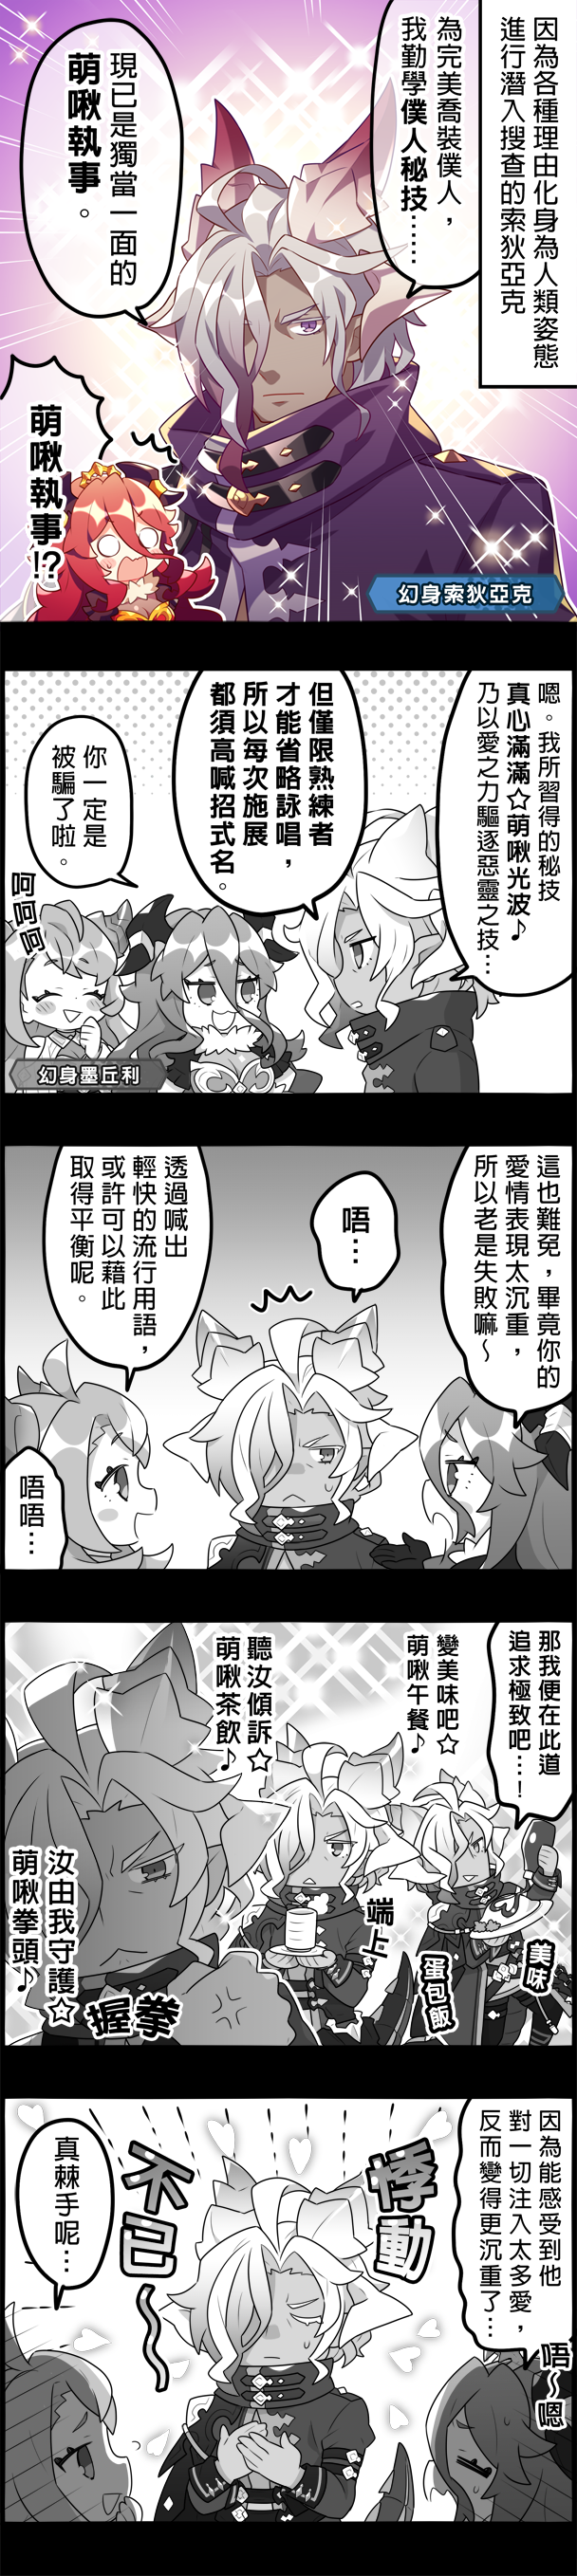 因為各種理由化身為人類姿態
進行潛入搜查的索狄亞克
為完美喬裝僕人，
我勤學僕人秘技……
現已是獨當一面的
萌啾執事。
萌啾執事!?
幻身索狄亞克
嗯。我所習得的秘技
真心滿滿☆萌啾光波♪
乃以愛之力驅逐惡靈之技…
但僅限熟練者
才能省略詠唱，
所以每次施展
都須高喊招式名。
你一定是
被騙了啦。
呵呵呵
幻身墨丘利
這也難免，畢竟你的
愛情表現太沉重，
所以老是失敗嘛～
唔…
透過喊出
輕快的流行用語，
或許可以藉此
取得平衡呢。
唔唔…
那我便在此道
追求極致吧…!
變美味吧☆
萌啾午餐♪
美味
蛋包飯
聽汝傾訴☆
萌啾茶飲♪
端上
汝由我守護☆
萌啾拳頭♪
握拳
因為能感受到他
對一切注入太多愛，
反而變得更沉重了…
唔～嗯
悸動
不已～
真棘手呢…